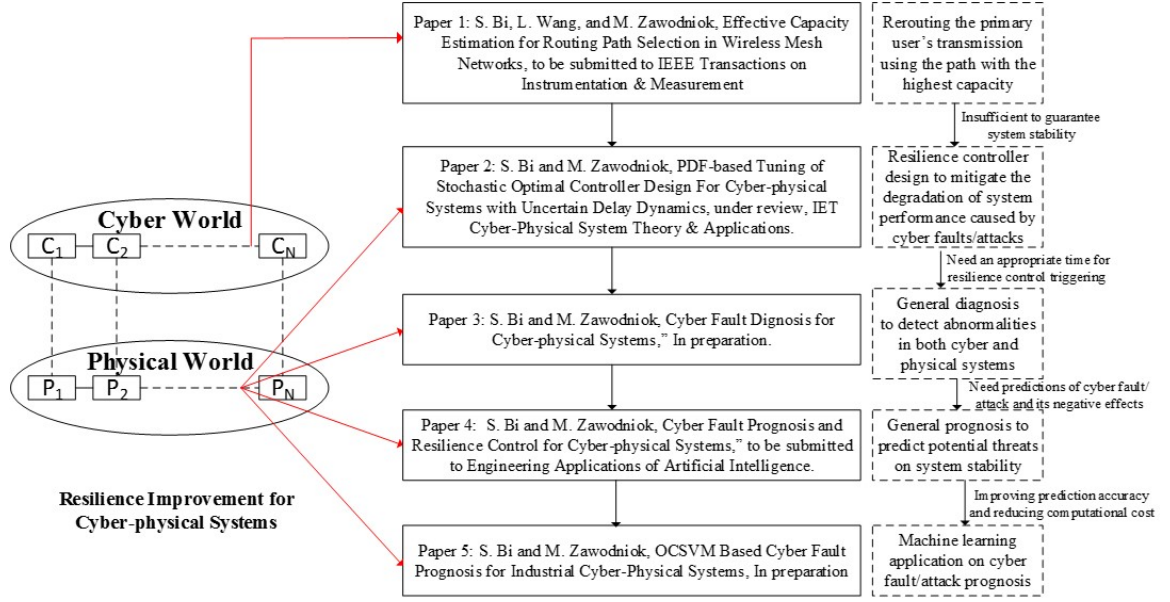 Paper 1: S. Bi, L. Wang, and M. Zawodniok, Effective Capacity
Estimation for Routing Path Selection in Wireless Mesh
Networks, to be submitted to IEEE Transactions on
Instrumentation & Measurement
Rerouting the primary
user's transmission
using the path with the
highest capacity
Insufficient to guarantee
system stability
Paper 2: S. Bi and M. Zawodniok, PDF-based Tuning of
Stochastic Optimal Controller Design For Cyber-physical
Systems with Uncertain Delay Dynamics, under review, IET
Cyber-Physical System Theory & Applications.
Resilience controller
design to mitigate the
degradation of system
performance caused by
cyber faults/attacks
Need an appropriate time for
resilience control triggering
Cyber World
C1
C2
CN
Physical World
P1
P2
PN
Resilience Improvement for
Cyber-physical Systems
Paper 3: S. Bi and M. Zawodniok, Cyber Fault Dignosis for
Cyber-physical Systems,” In preparation.
General diagnosis
to detect abnormalities
in both cyber and
physical systems
Need predictions of cyber fault/
attack and its negative effects
Paper 4: S. Bi and M. Zawodniok, Cyber Fault Prognosis and
Resilience Control for Cyber-physical Systems,” to be submitted
to Engineering Applications of Artificial Intelligence.
General prognosis to
predict potential threats
on system stability
Improving prediction accuracy
and reducing computational cost
Paper 5: S. Bi and M. Zawodniok, OCSVM Based Cyber Fault
Prognosis for Industrial Cyber-Physical Systems, In preparation
Machine learning
application on cyber
fault/attack prognosis